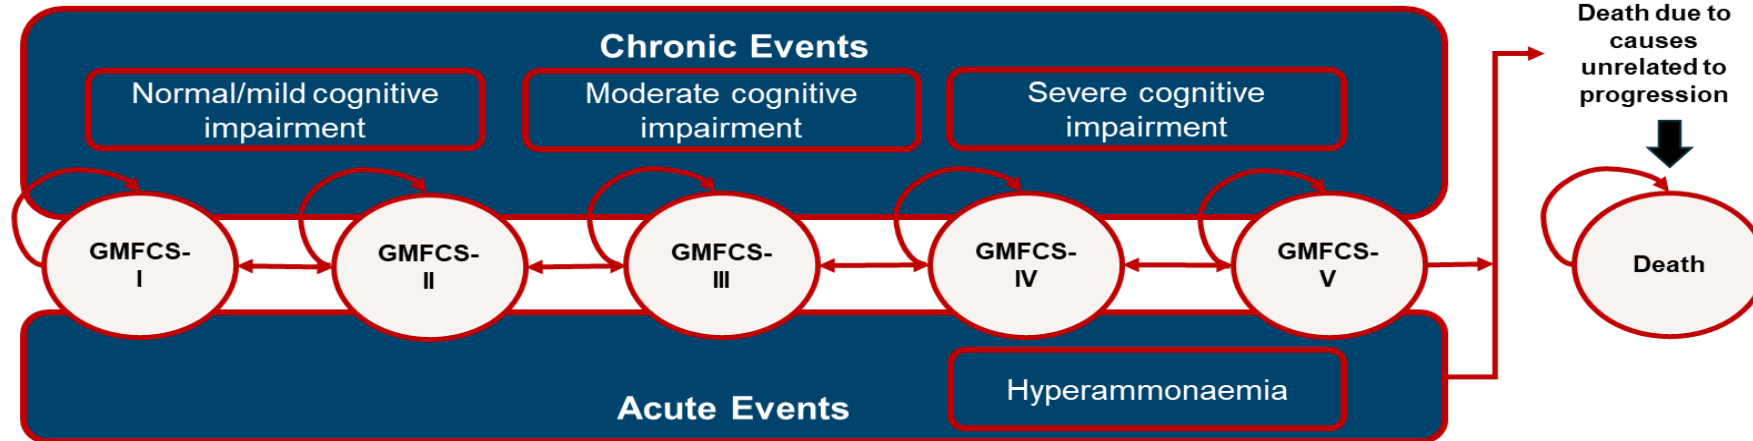 Chronic Events
Normal/mild cognitive
impairment
Moderate cognitive
impairment
Severe cognitive
impairment
Death due to
causes
unrelated to
progression
GMFCS-
I
GMFCS-
II
GMFCS-
III
GMFCS-
IV
GMFCS-
V
Death
Hyperammonaemia
Acute Events